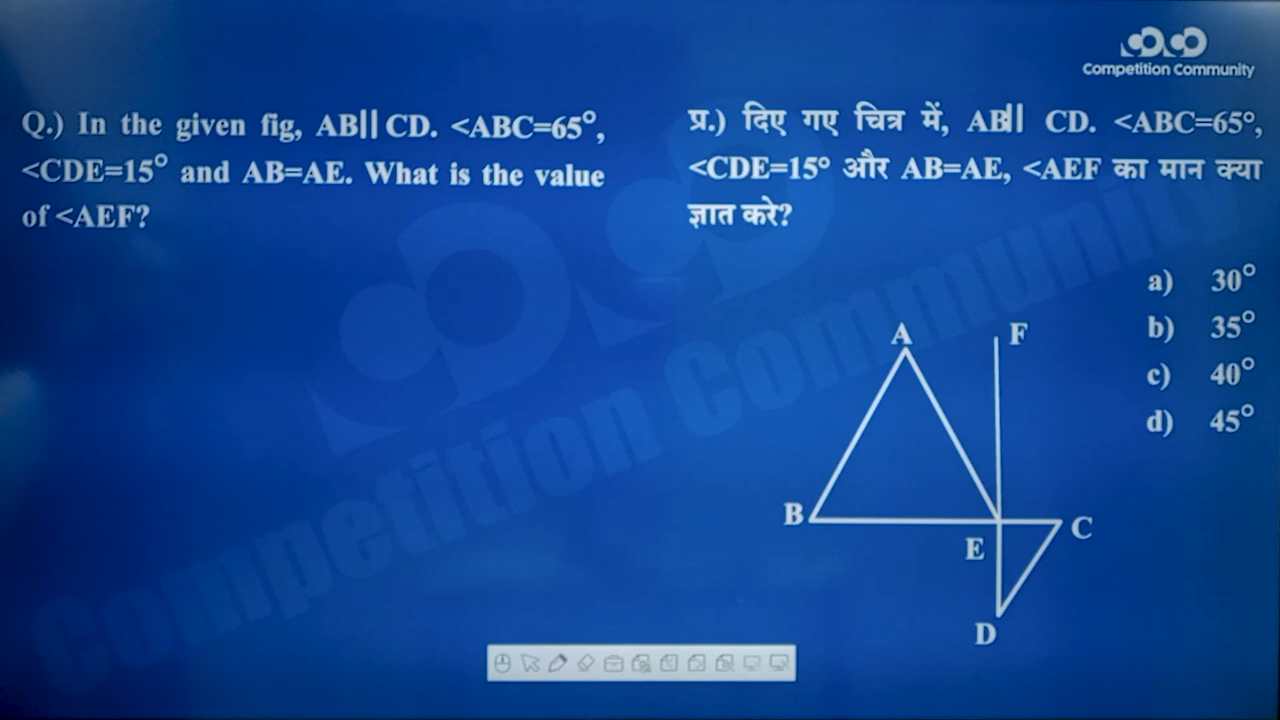 Competition Community
Q.) In the given fig, AB|| CD. <ABC=65°,
<CDE=15° and AB=AE. What is the value
of <AEF?
प्र.) दिए गए चित्र में, AB|| CD. <ABC=65°,
<CDE=15° और AB=AE, <AEF का मान क्या
ज्ञात करे?
a) 30°
b) 35°
c) 40°
d) 45°
A
F
B
C
E
D
Competition Community